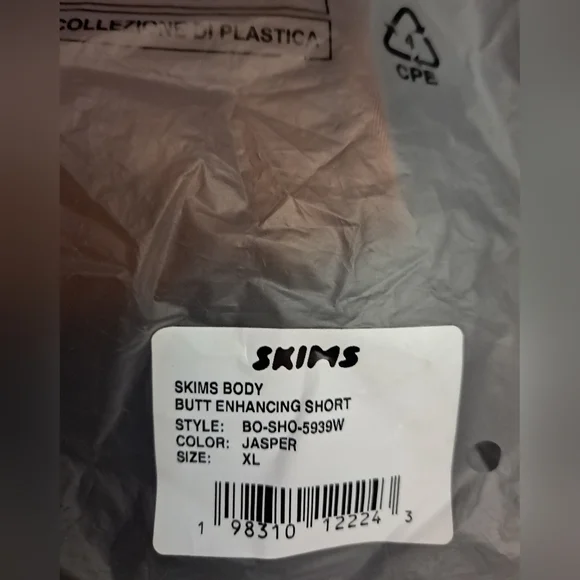 COLLEZIONE DI PLASTICA
1
CPE
SKIMS
SKIMS BODY
BUTT ENHANCING SHORT
STYLE: BO-SHO-5939W
COLOR: JASPER
SIZE: XL
1 98310 12224 3